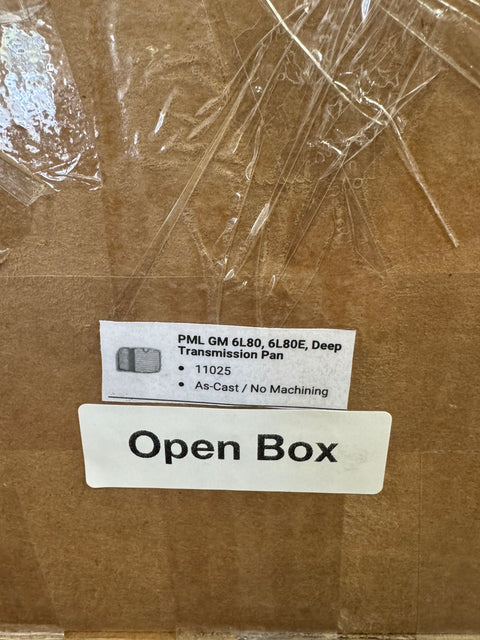 PML GM 6L80, 6L80E, Deep
Transmission Pan
• 11025
• As-Cast / No Machining
Open Box